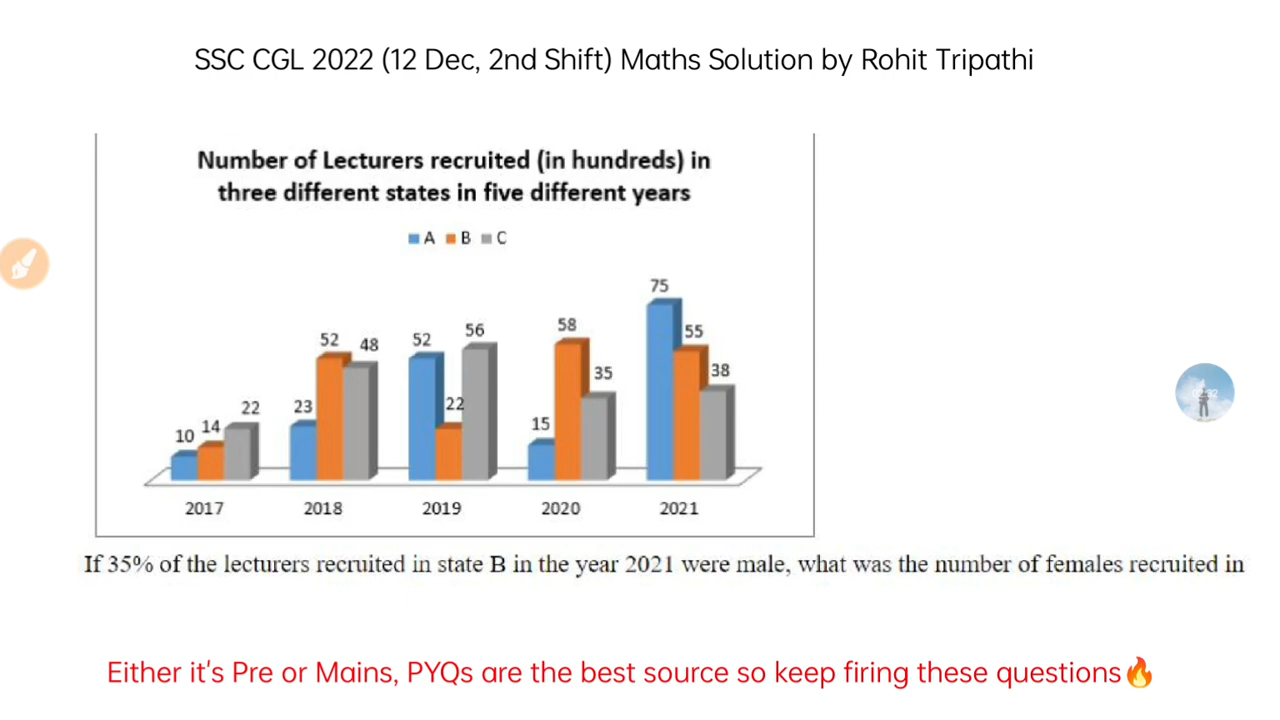 SSC CGL 2022 (12 Dec, 2nd Shift) Maths Solution by Rohit Tripathi
Number of Lecturers recruited (in hundreds) in
three different states in five different years
A B C
10 14 22
23 52 48
52 22 56
15 58 35
75 55 38
2017 2018 2019 2020 2021
If 35% of the lecturers recruited in state B in the year 2021 were male, what was the number of females recruited in
Either it's Pre or Mains, PYQs are the best source so keep firing these questions🔥